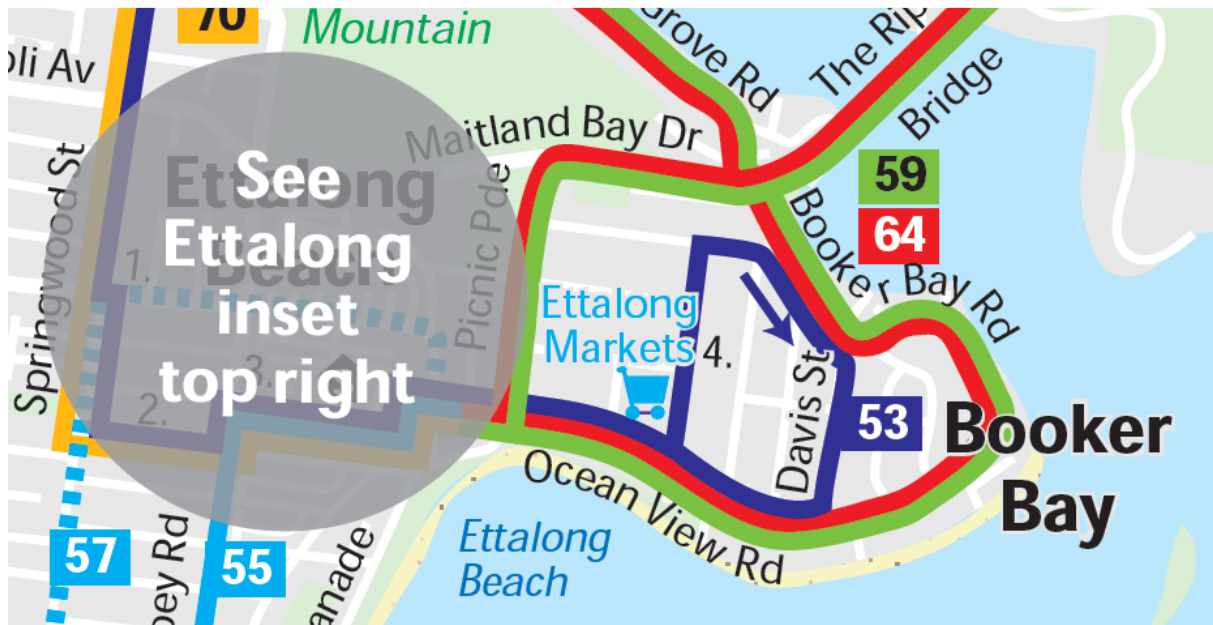 70
Mountain
oli Av
Grove Rd
The Rip
Bridge
Maitland Bay Dr
59
64
Springwood St
Ettalong
Beach
See
Ettalong
inset
top right
Picnic Pde
1.
2.
3.
Booker Bay Rd
Ettalong
Markets
4.
Davis St
53
Booker
Bay
Ocean View Rd
Ettalong
Beach
57
55
oey Rd
anade